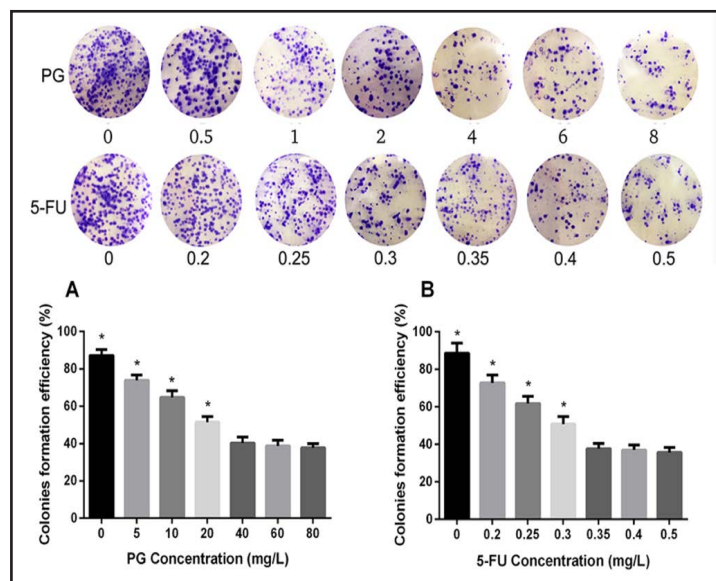 PG
0 0.5 1 2 4 6 8
5-FU
0 0.2 0.25 0.3 0.35 0.4 0.5
A
Colonies formation efficiency (%)
100
80
60
40
20
0
* * * *
0 5 10 20 40 60 80
PG Concentration (mg/L)
B
Colonies formation efficiency (%)
100
80
60
40
20
0
* * * *
0 0.2 0.25 0.3 0.35 0.4 0.5
5-FU Concentration (mg/L)